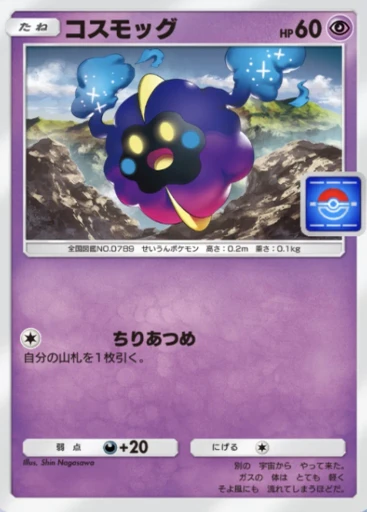 たね コスモッグ HP60
全国図鑑NO.0789 せいうんポケモン 高さ：0.2m 重さ：0.1kg
ちりあつめ
自分の山札を1枚引く。
弱点 +20 にげる
Illus. Shin Nagasawa
別の 宇宙から やって来た。
ガスの 体は とても 軽く
そよ風にも 流れてしまうほどだ。